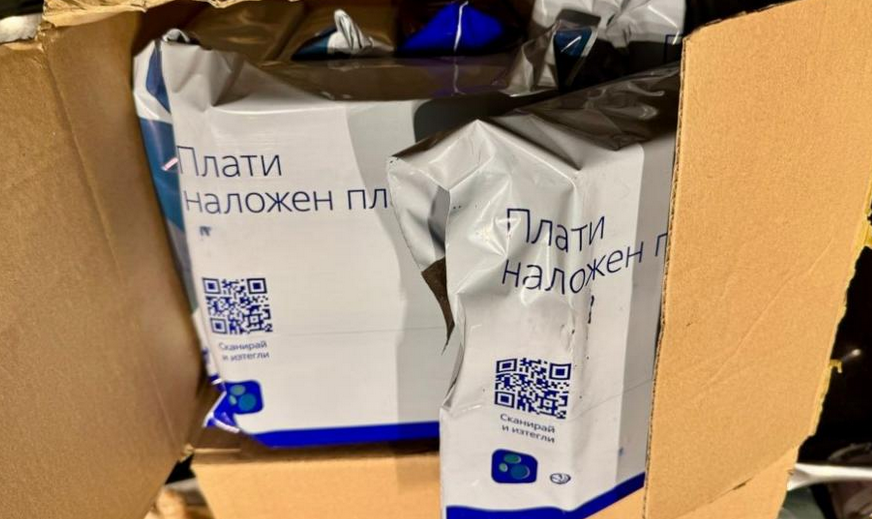 Плати
наложен пл
Сканирай
и изтегли
Плати
наложен п
Сканирай
и изтегли